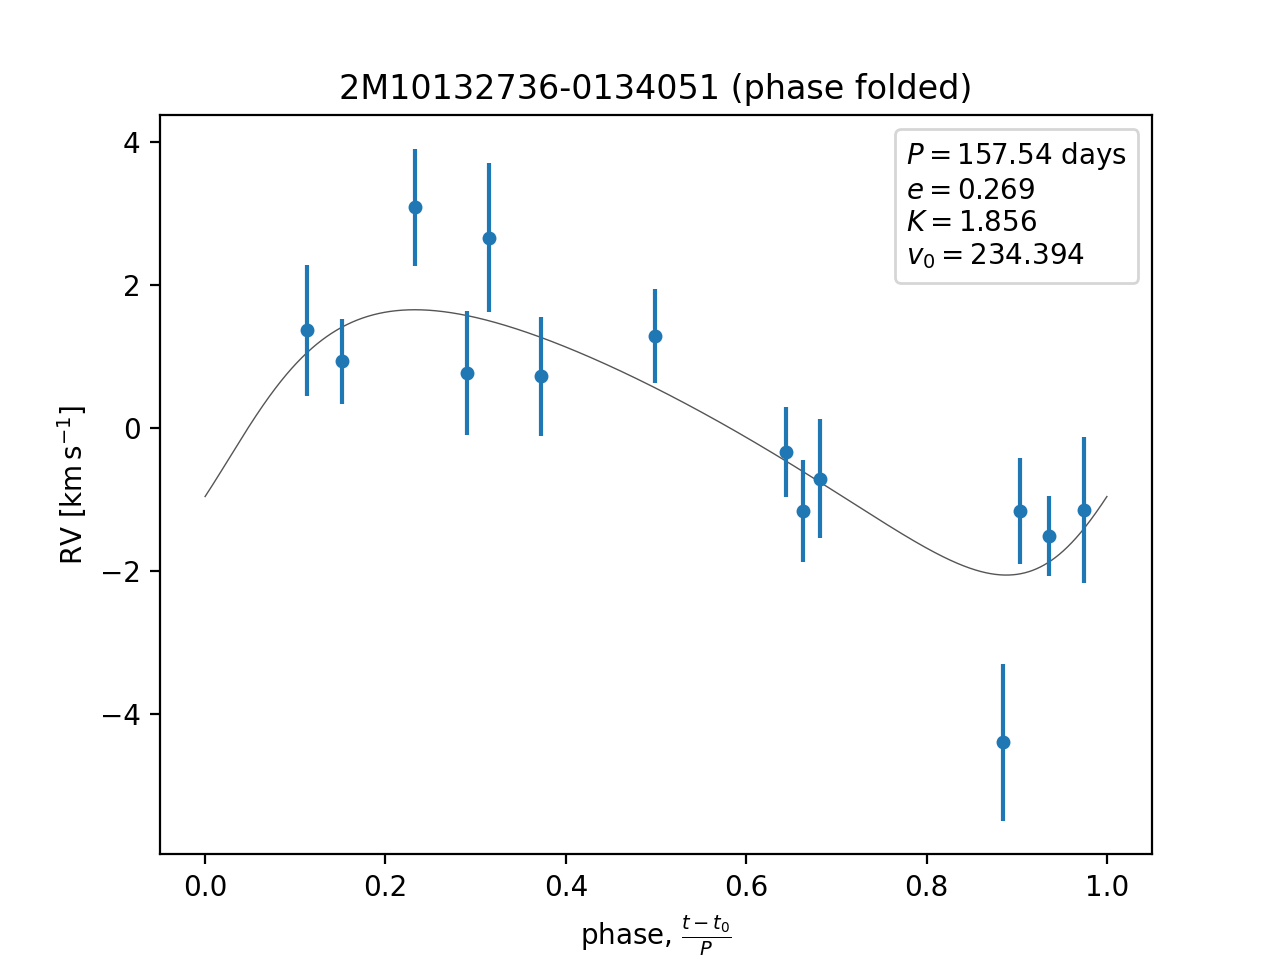 2M10132736-0134051 (phase folded)
P = 157.54 days
e = 0.269
K = 1.856
v₀ = 234.394
4
2
0
−2
−4
RV [km s⁻¹]
0.0 0.2 0.4 0.6 0.8 1.0
phase, (t − t₀)/P